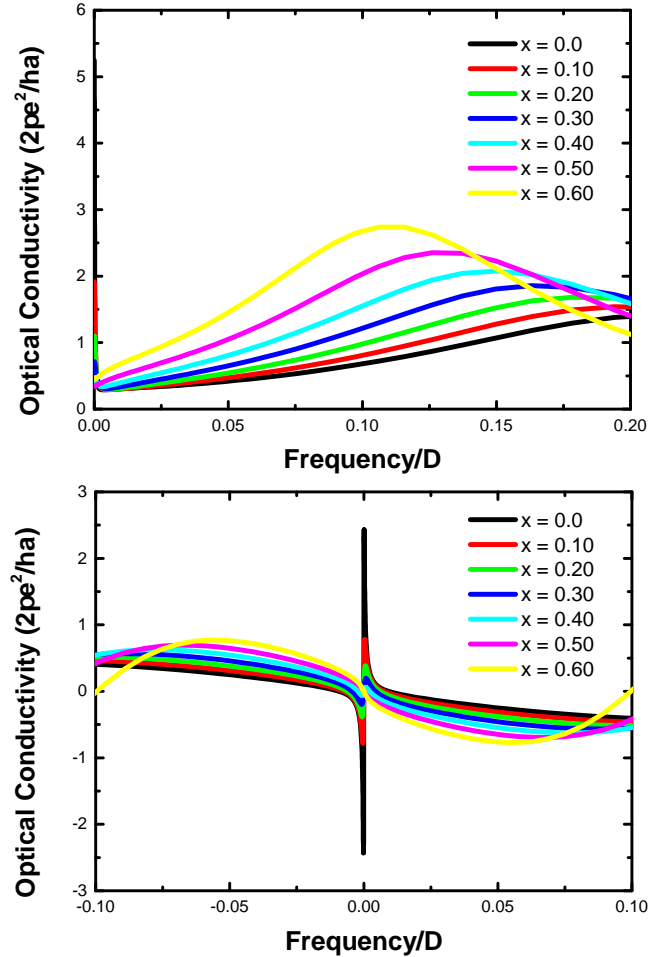 Optical Conductivity (2pe²/ha)
6
5
4
3
2
1
0
x = 0.0
x = 0.10
x = 0.20
x = 0.30
x = 0.40
x = 0.50
x = 0.60
0.00 0.05 0.10 0.15 0.20
Frequency/D
Optical Conductivity (2pe²/ha)
3
2
1
0
-1
-2
-3
x = 0.0
x = 0.10
x = 0.20
x = 0.30
x = 0.40
x = 0.50
x = 0.60
-0.10 -0.05 0.00 0.05 0.10
Frequency/D